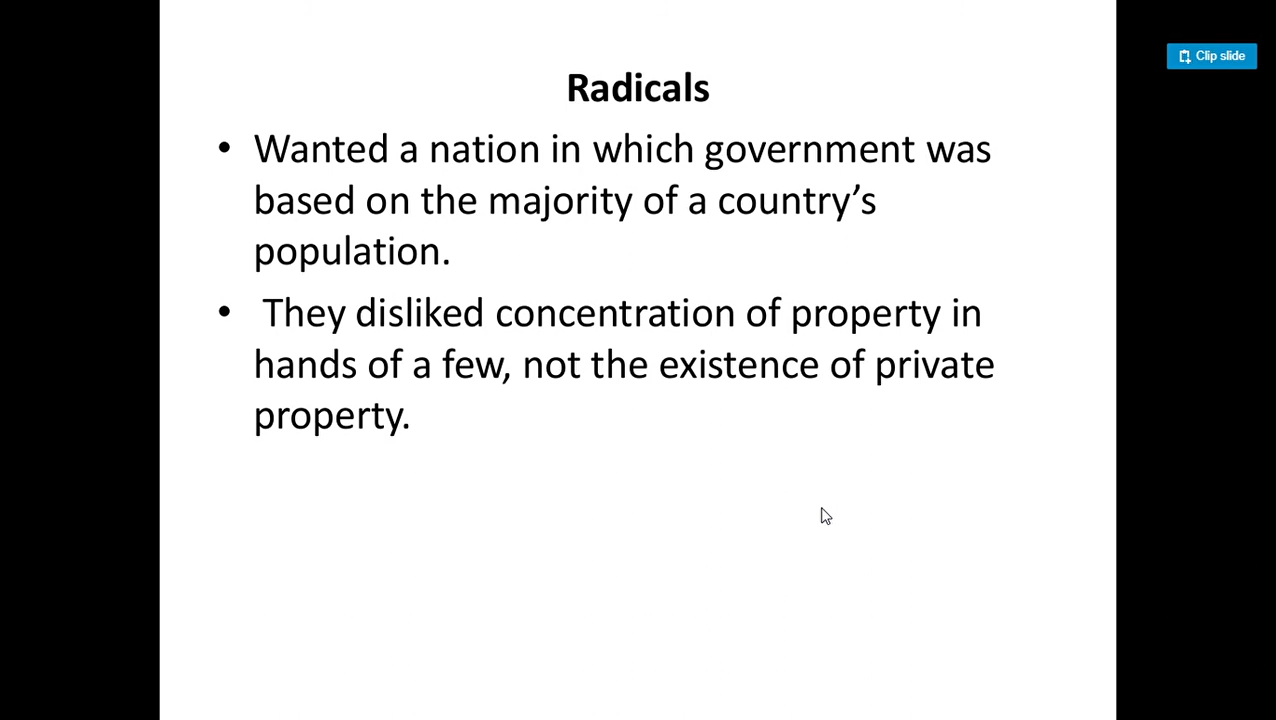 Clip slide
Radicals
• Wanted a nation in which government was
based on the majority of a country’s
population.
• They disliked concentration of property in
hands of a few, not the existence of private
property.